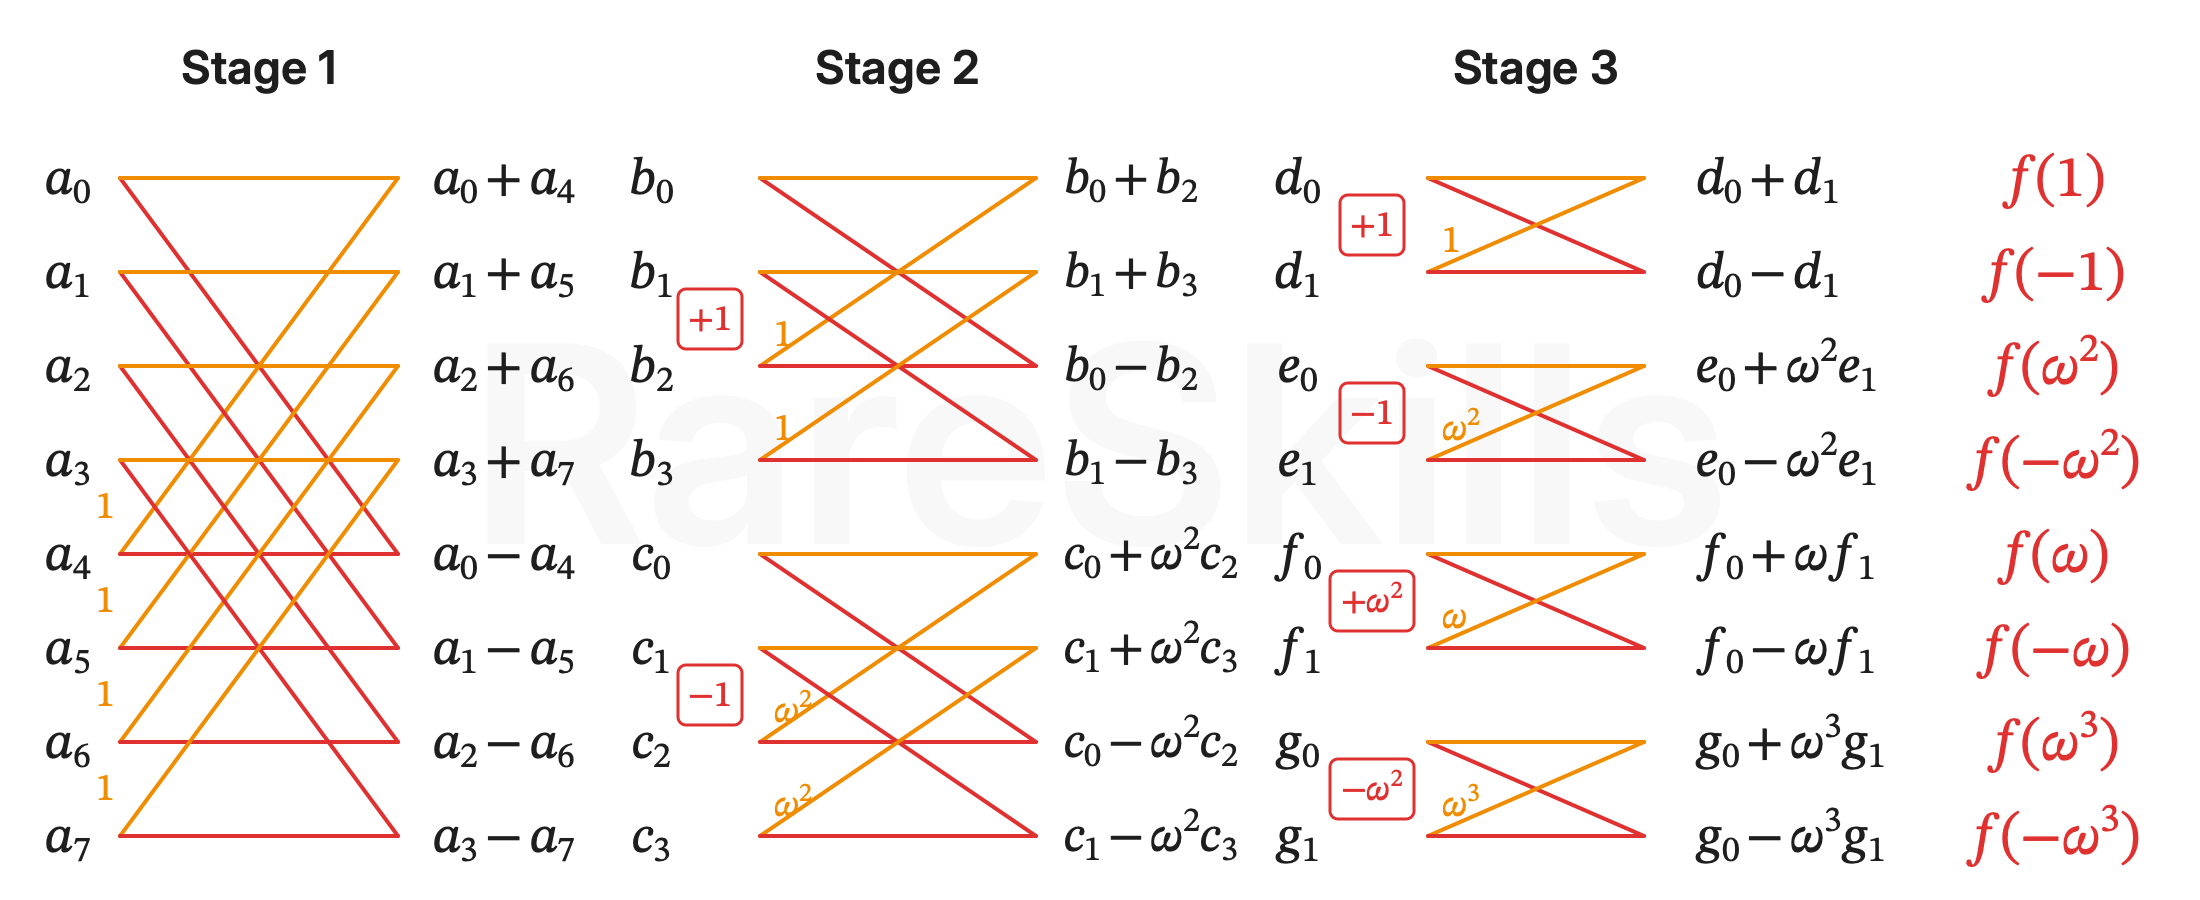 Stage 1 Stage 2 Stage 3
a₀ a₀ + a₄ b₀ b₀ + b₂ d₀ d₀ + d₁ f(1)
+1 1
a₁ a₁ + a₅ b₁ b₁ + b₃ d₁ d₀ − d₁ f(−1)
+1 1
a₂ a₂ + a₆ b₂ b₀ − b₂ e₀ e₀ + ω²e₁ f(ω²)
1 −1 ω²
a₃ a₃ + a₇ b₃ b₁ − b₃ e₁ e₀ − ω²e₁ f(−ω²)
1
a₄ a₀ − a₄ c₀ c₀ + ω²c₂ f₀ f₀ + ωf₁ f(ω)
1 +ω² ω
a₅ a₁ − a₅ c₁ c₁ + ω²c₃ f₁ f₀ − ωf₁ f(−ω)
1 −1 ω²
a₆ a₂ − a₆ c₂ c₀ − ω²c₂ g₀ g₀ + ω³g₁ f(ω³)
1 ω² −ω² ω³
a₇ a₃ − a₇ c₃ c₁ − ω²c₃ g₁ g₀ − ω³g₁ f(−ω³)
RareSkills